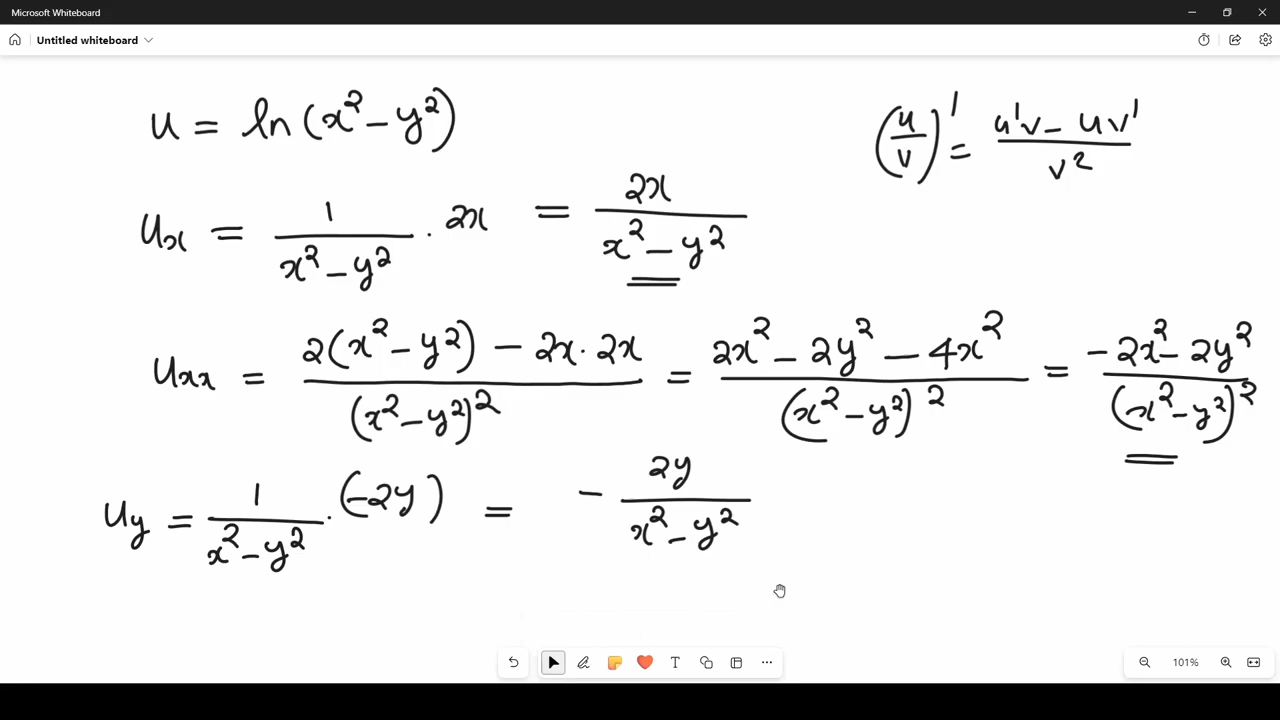 Microsoft Whiteboard
Untitled whiteboard
u = ln(x² - y²)
(u/v)' = (u'v - uv')/v²
uₓ = 1/(x² - y²) · 2x = 2x/(x² - y²)
uₓₓ = (2(x² - y²) - 2x · 2x)/(x² - y²)² = (2x² - 2y² - 4x²)/(x² - y²)² = (-2x² - 2y²)/(x² - y²)²
u_y = 1/(x² - y²) · (-2y) = - 2y/(x² - y²)
101%